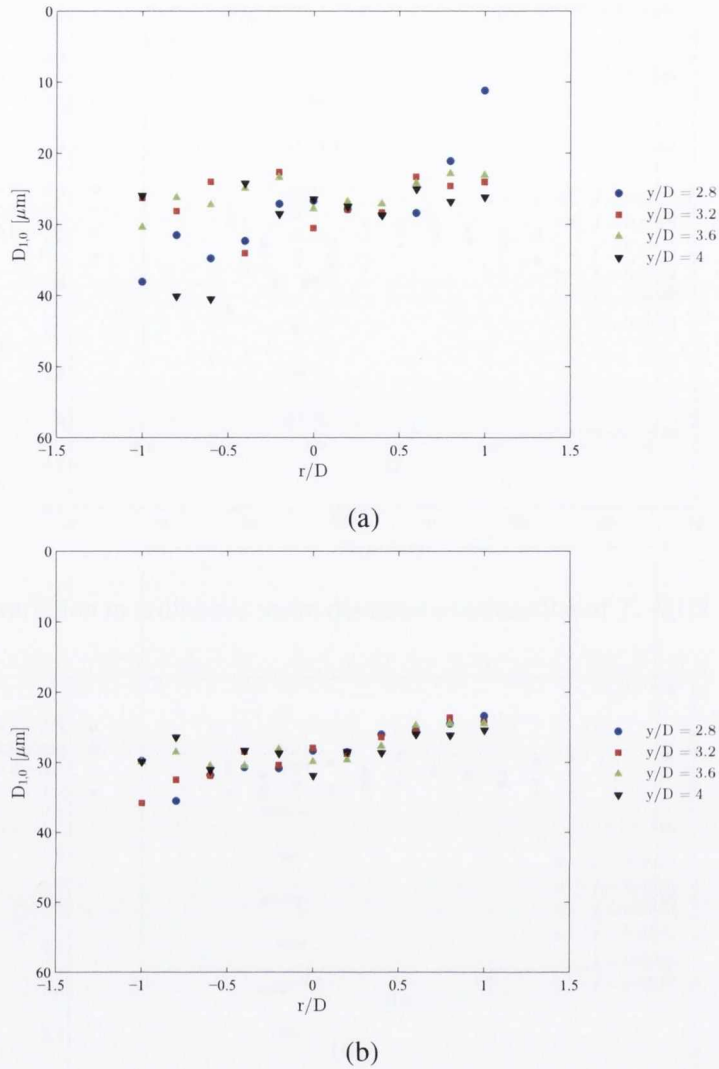 0
10
20
30
40
50
60
D1,0 [μm]
−1.5 −1 −0.5 0 0.5 1 1.5
r/D
y/D = 2.8
y/D = 3.2
y/D = 3.6
y/D = 4
(a)
0
10
20
30
40
50
60
D1,0 [μm]
−1.5 −1 −0.5 0 0.5 1 1.5
r/D
y/D = 2.8
y/D = 3.2
y/D = 3.6
y/D = 4
(b)